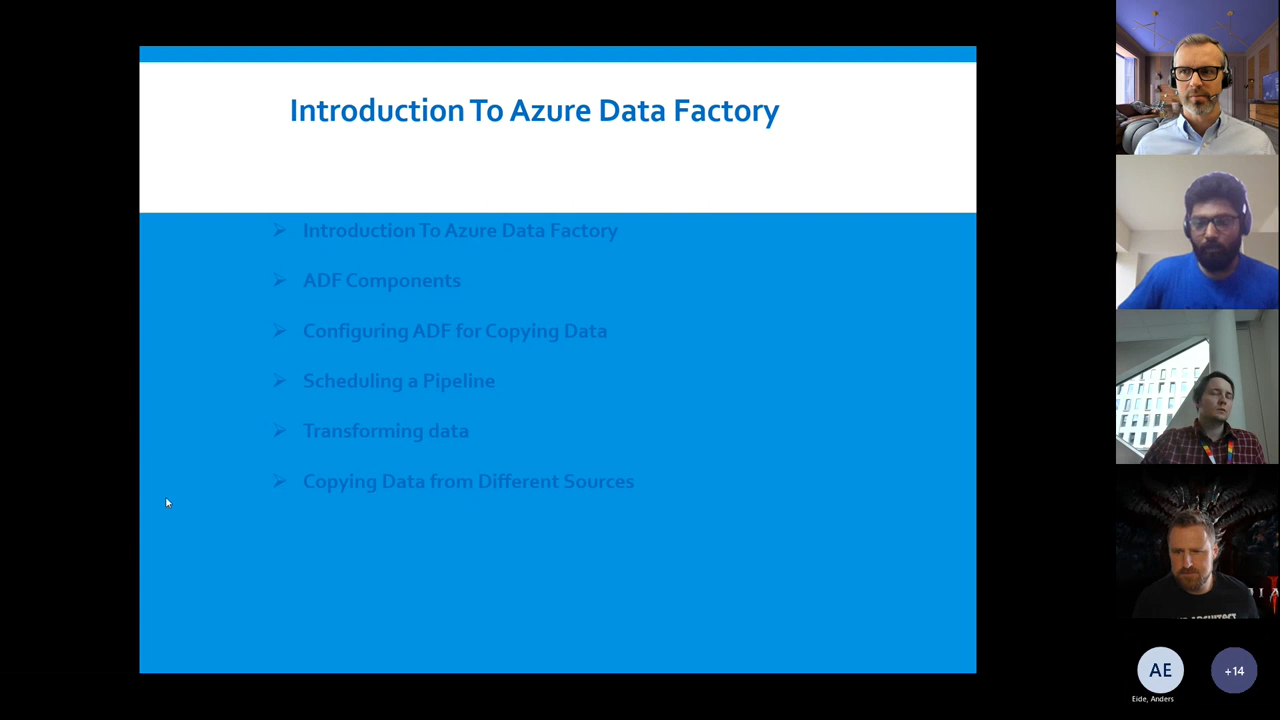 Introduction To Azure Data Factory
➢ Introduction To Azure Data Factory
➢ ADF Components
➢ Configuring ADF for Copying Data
➢ Scheduling a Pipeline
➢ Transforming data
➢ Copying Data from Different Sources
AE
+14
Eide, Anders